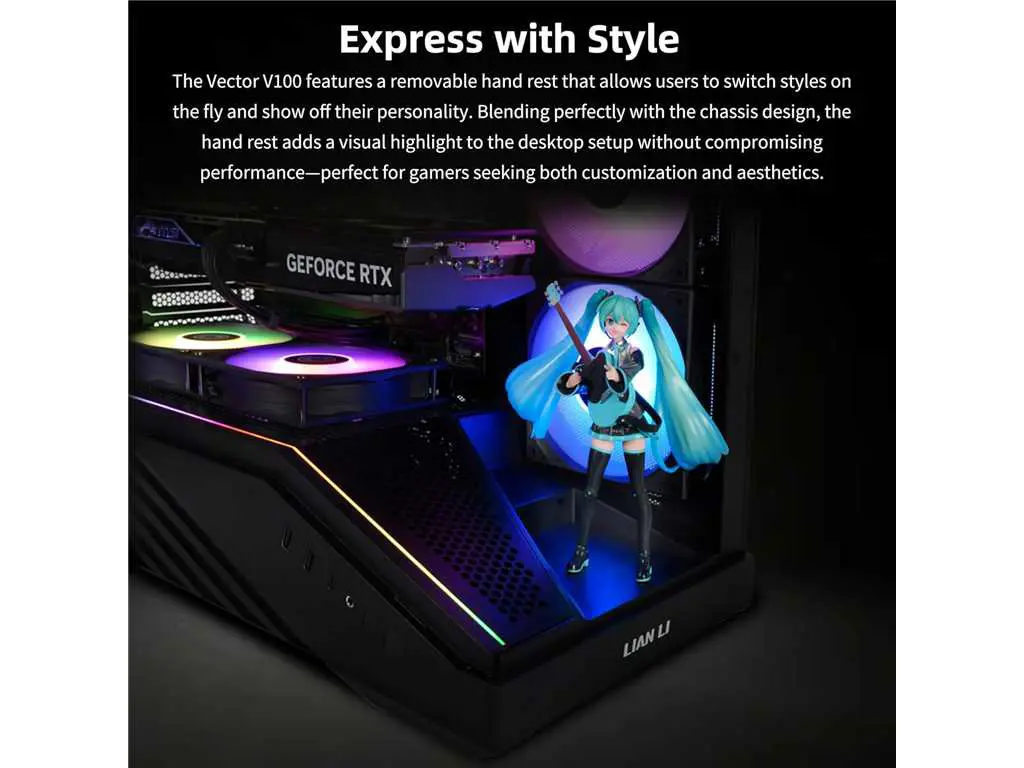 Express with Style
The Vector V100 features a removable hand rest that allows users to switch styles on
the fly and show off their personality. Blending perfectly with the chassis design, the
hand rest adds a visual highlight to the desktop setup without compromising
performance—perfect for gamers seeking both customization and aesthetics.
GEFORCE RTX
LIAN LI